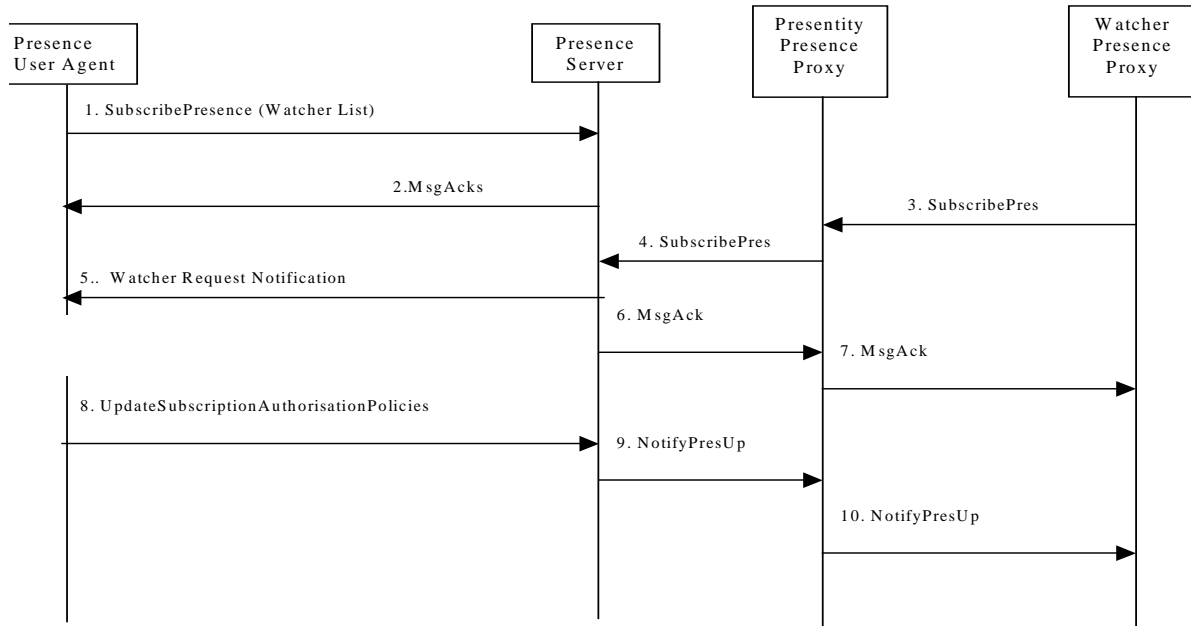 Presence
User Agent
Presence
Server
Presentity
Presence
Proxy
Watcher
Presence
Proxy
1. SubscribePresence (Watcher List)
2.MsgAcks
3. SubscribePres
4. SubscribePres
5.. Watcher Request Notification
6. MsgAck
7. MsgAck
8. UpdateSubscriptionAuthorisationPolicies
9. NotifyPresUp
10. NotifyPresUp